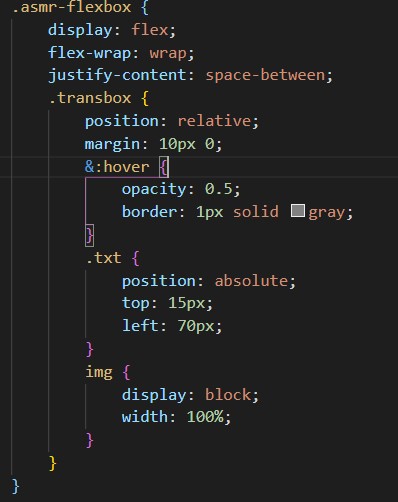 .asmr-flexbox {
display: flex;
flex-wrap: wrap;
justify-content: space-between;
.transbox {
position: relative;
margin: 10px 0;
&:hover {
opacity: 0.5;
border: 1px solid gray;
}
.txt {
position: absolute;
top: 15px;
left: 70px;
}
img {
display: block;
width: 100%;
}
}
}